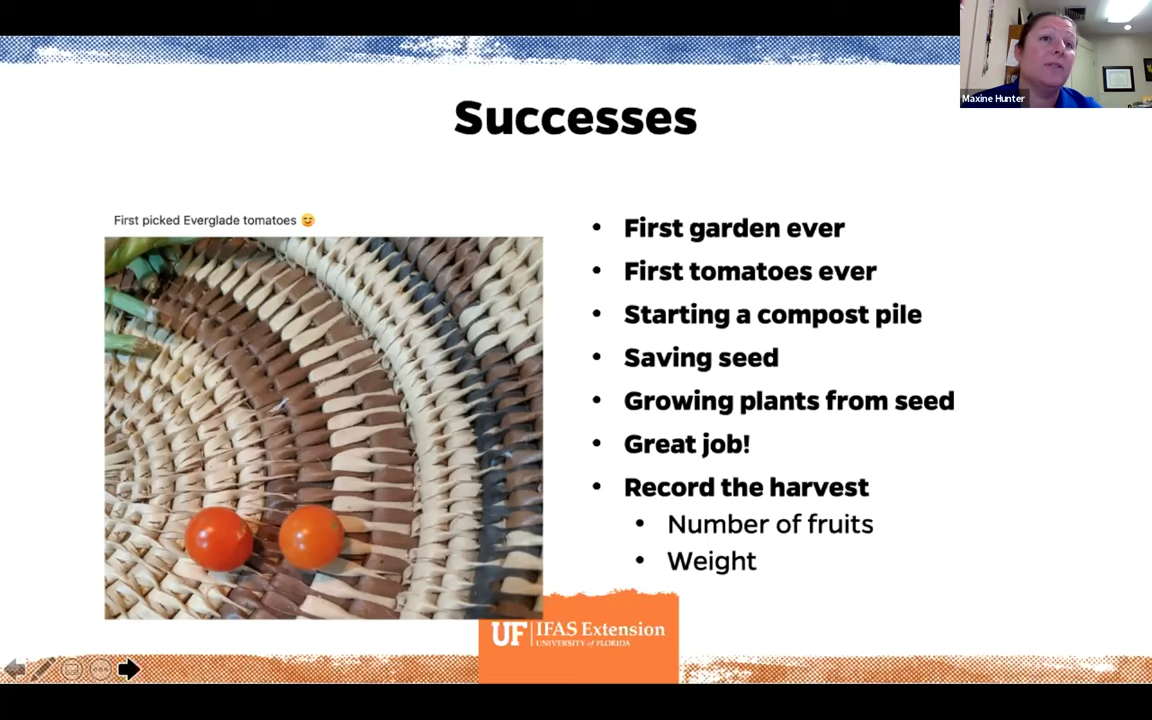 Maxine Hunter
Successes
First picked Everglade tomatoes 😊
• First garden ever
• First tomatoes ever
• Starting a compost pile
• Saving seed
• Growing plants from seed
• Great job!
• Record the harvest
• Number of fruits
• Weight
UF IFAS Extension
UNIVERSITY of FLORIDA